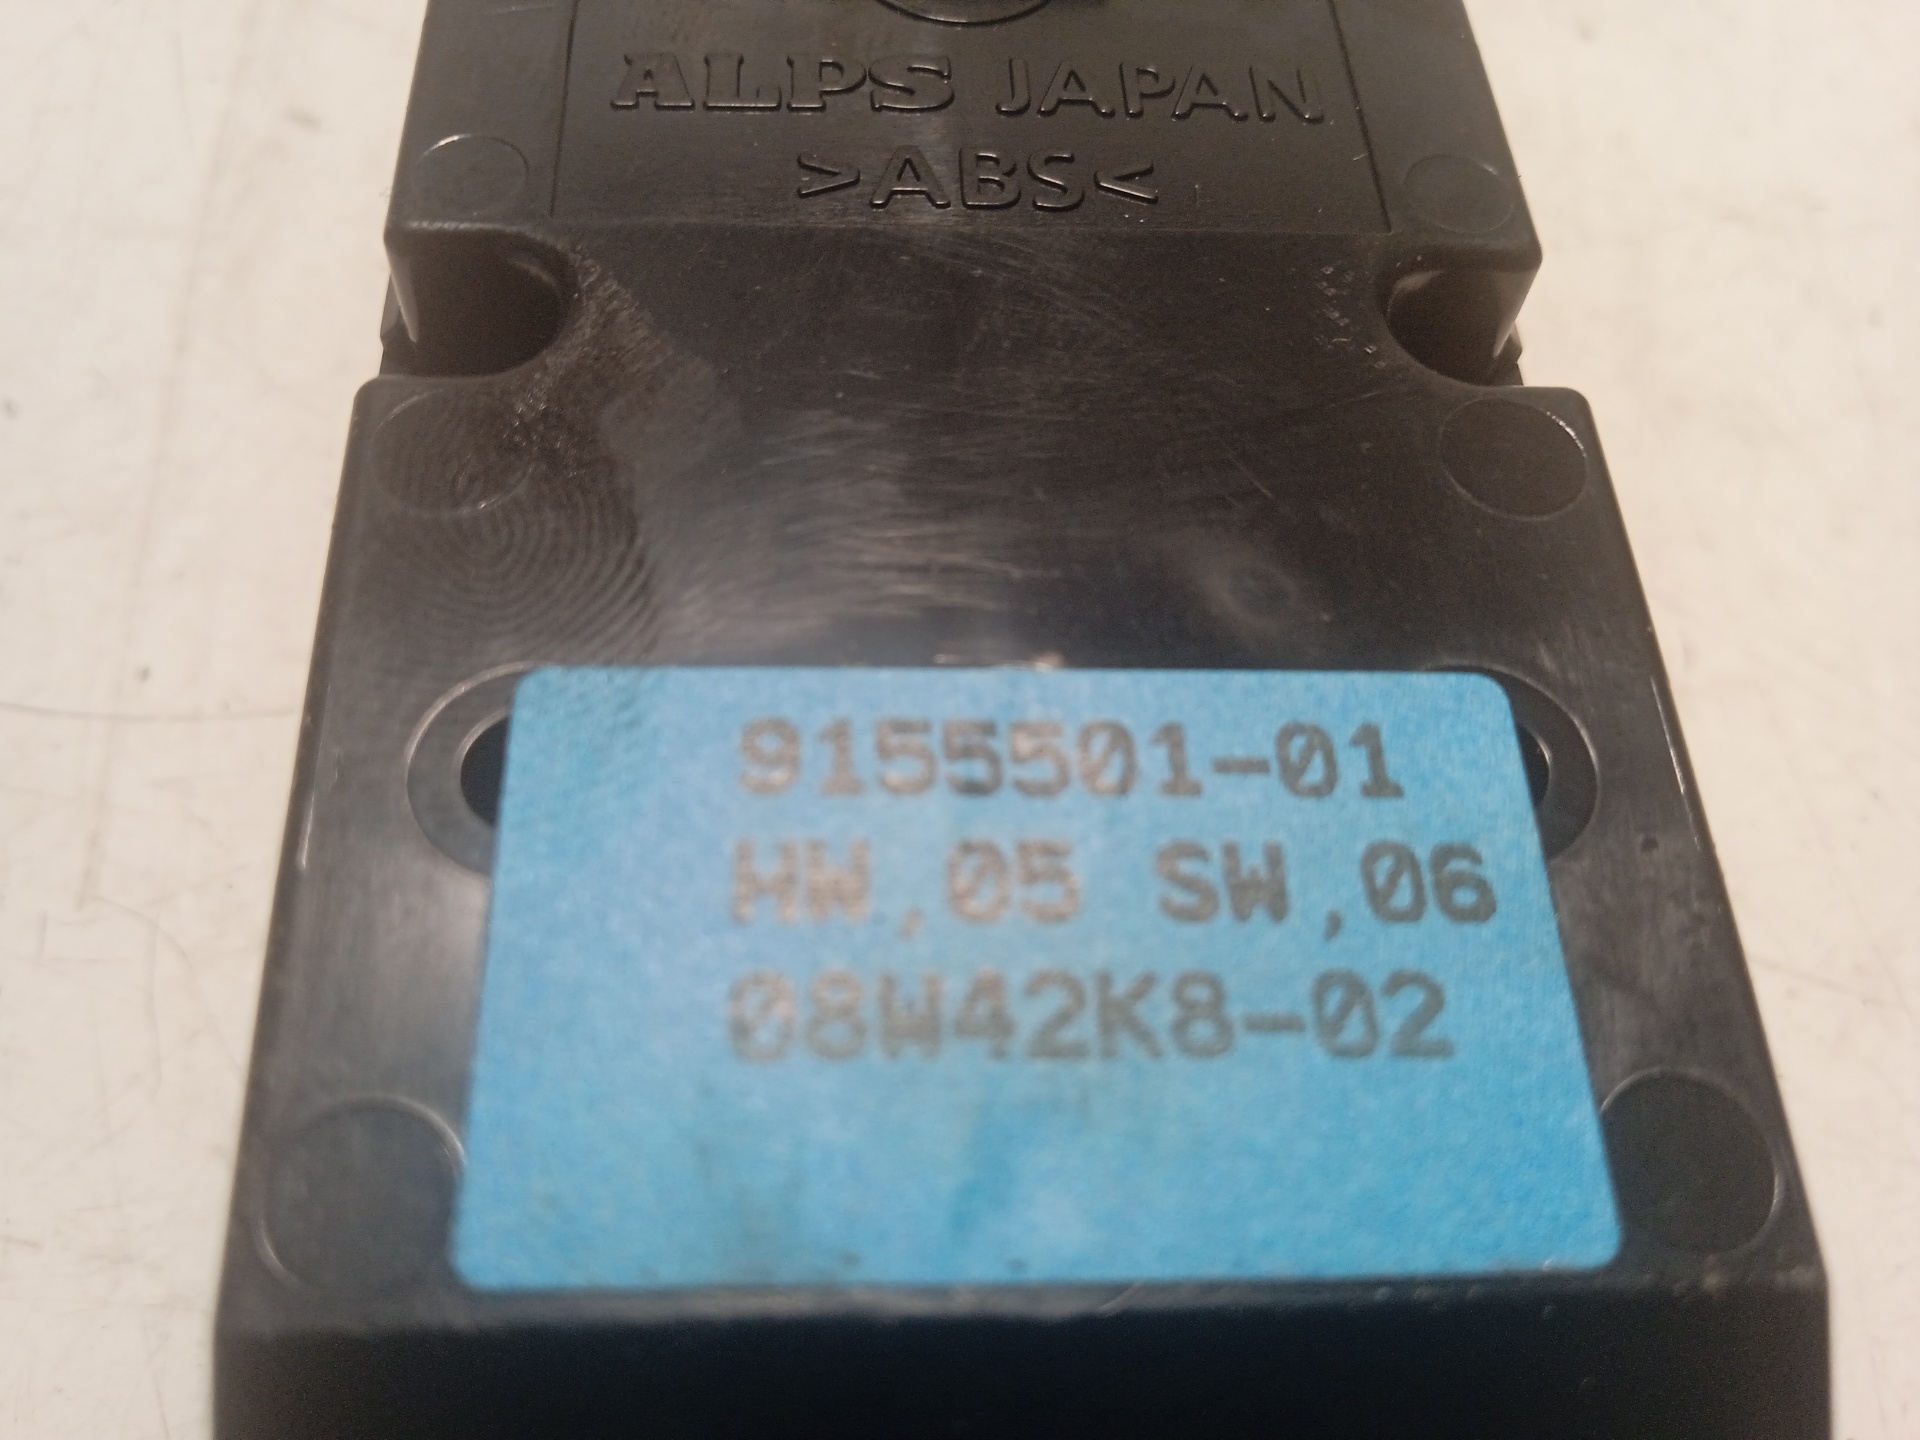 ALPS JAPAN
>ABS<
9155501-01
HW,05 SW,06
08W42K8-02